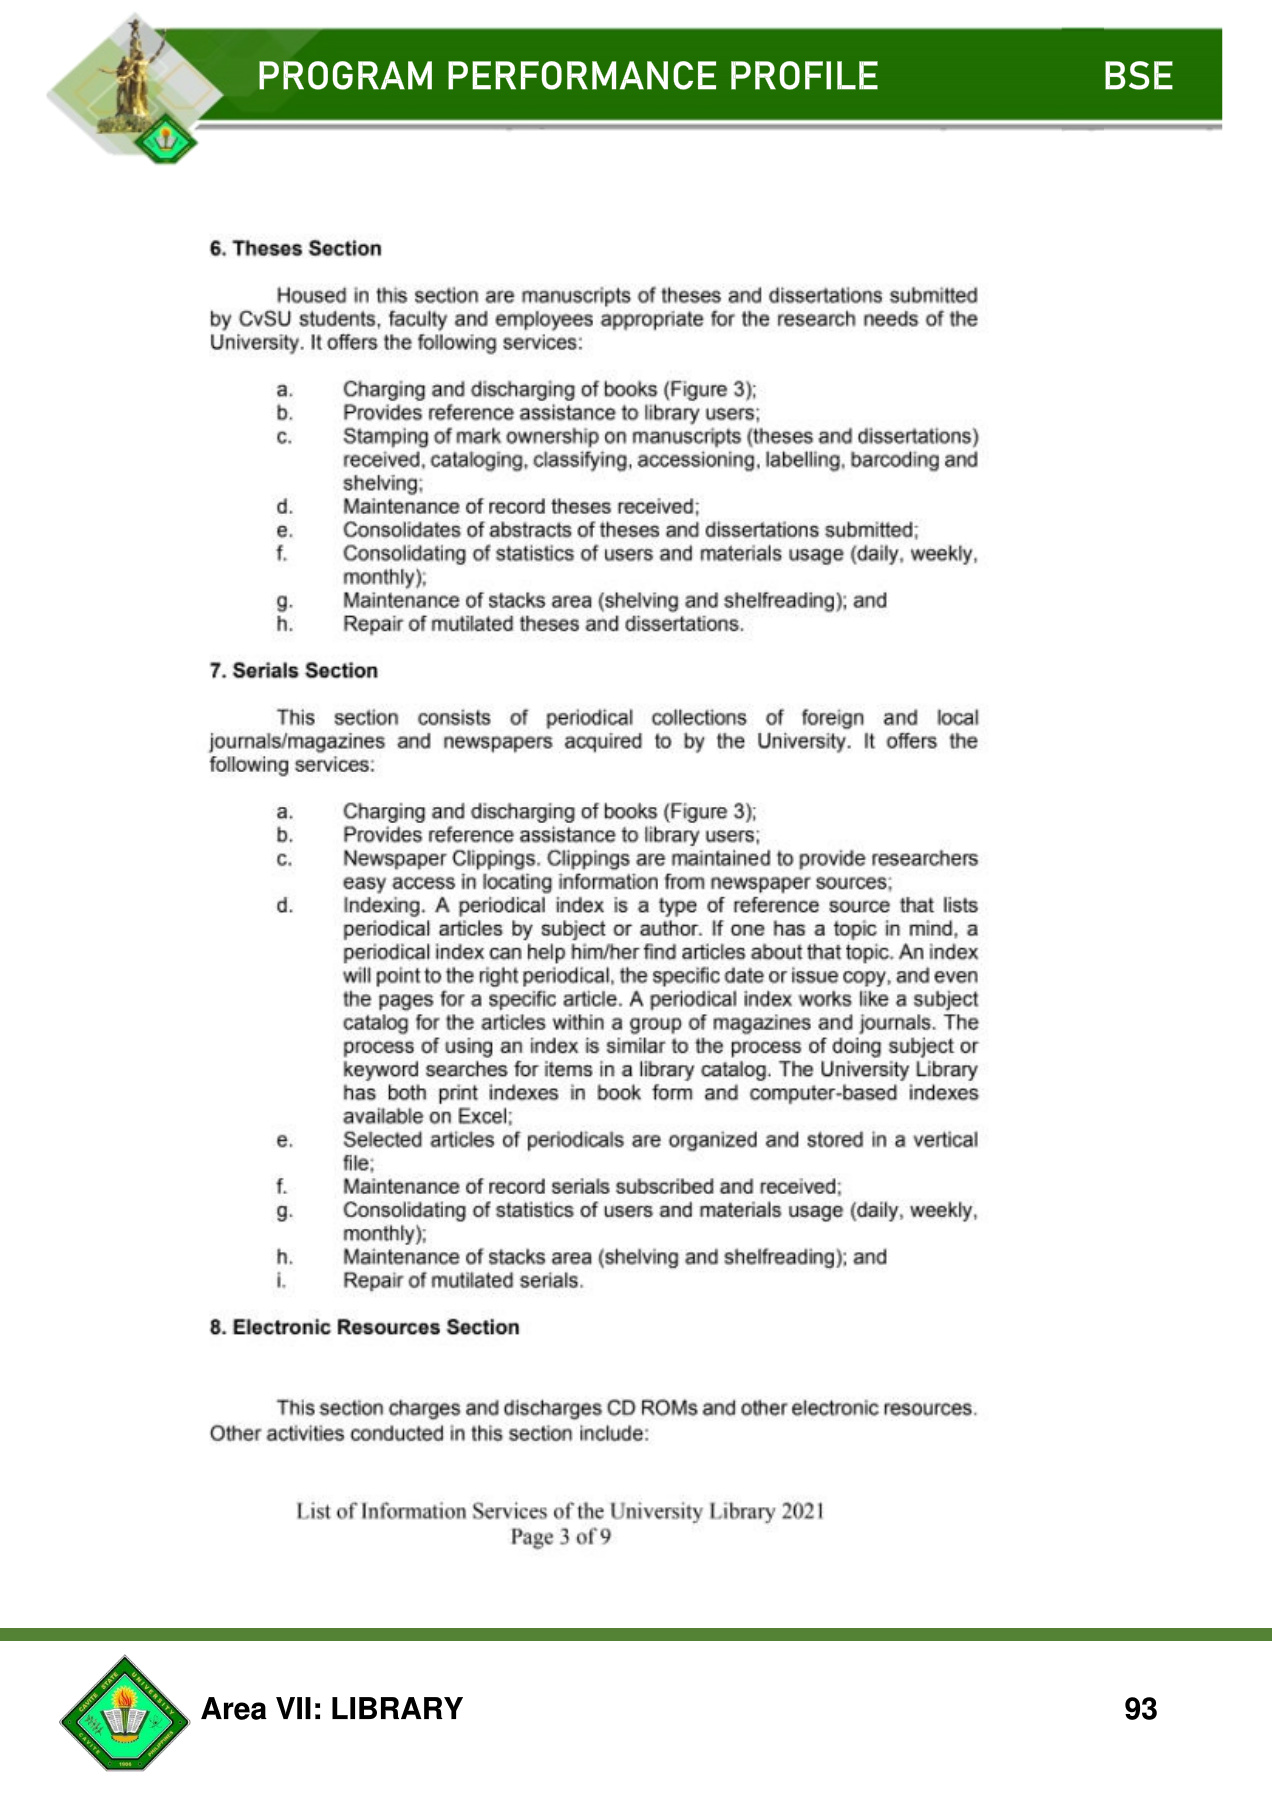 PROGRAM PERFORMANCE PROFILE BSE
6. Theses Section
Housed in this section are manuscripts of theses and dissertations submitted
by CvSU students, faculty and employees appropriate for the research needs of the
University. It offers the following services:
a. Charging and discharging of books (Figure 3);
b. Provides reference assistance to library users;
c. Stamping of mark ownership on manuscripts (theses and dissertations)
received, cataloging, classifying, accessioning, labelling, barcoding and
shelving;
d. Maintenance of record theses received;
e. Consolidates of abstracts of theses and dissertations submitted;
f. Consolidating of statistics of users and materials usage (daily, weekly,
monthly);
g. Maintenance of stacks area (shelving and shelfreading); and
h. Repair of mutilated theses and dissertations.
7. Serials Section
This section consists of periodical collections of foreign and local
journals/magazines and newspapers acquired to by the University. It offers the
following services:
a. Charging and discharging of books (Figure 3);
b. Provides reference assistance to library users;
c. Newspaper Clippings. Clippings are maintained to provide researchers
easy access in locating information from newspaper sources;
d. Indexing. A periodical index is a type of reference source that lists
periodical articles by subject or author. If one has a topic in mind, a
periodical index can help him/her find articles about that topic. An index
will point to the right periodical, the specific date or issue copy, and even
the pages for a specific article. A periodical index works like a subject
catalog for the articles within a group of magazines and journals. The
process of using an index is similar to the process of doing subject or
keyword searches for items in a library catalog. The University Library
has both print indexes in book form and computer-based indexes
available on Excel;
e. Selected articles of periodicals are organized and stored in a vertical
file;
f. Maintenance of record serials subscribed and received;
g. Consolidating of statistics of users and materials usage (daily, weekly,
monthly);
h. Maintenance of stacks area (shelving and shelfreading); and
i. Repair of mutilated serials.
8. Electronic Resources Section
This section charges and discharges CD ROMs and other electronic resources.
Other activities conducted in this section include:
List of Information Services of the University Library 2021
Page 3 of 9
CAVITE STATE UNIVERSITY
CAVITE PHILIPPINES
1906
Area VII: LIBRARY 93